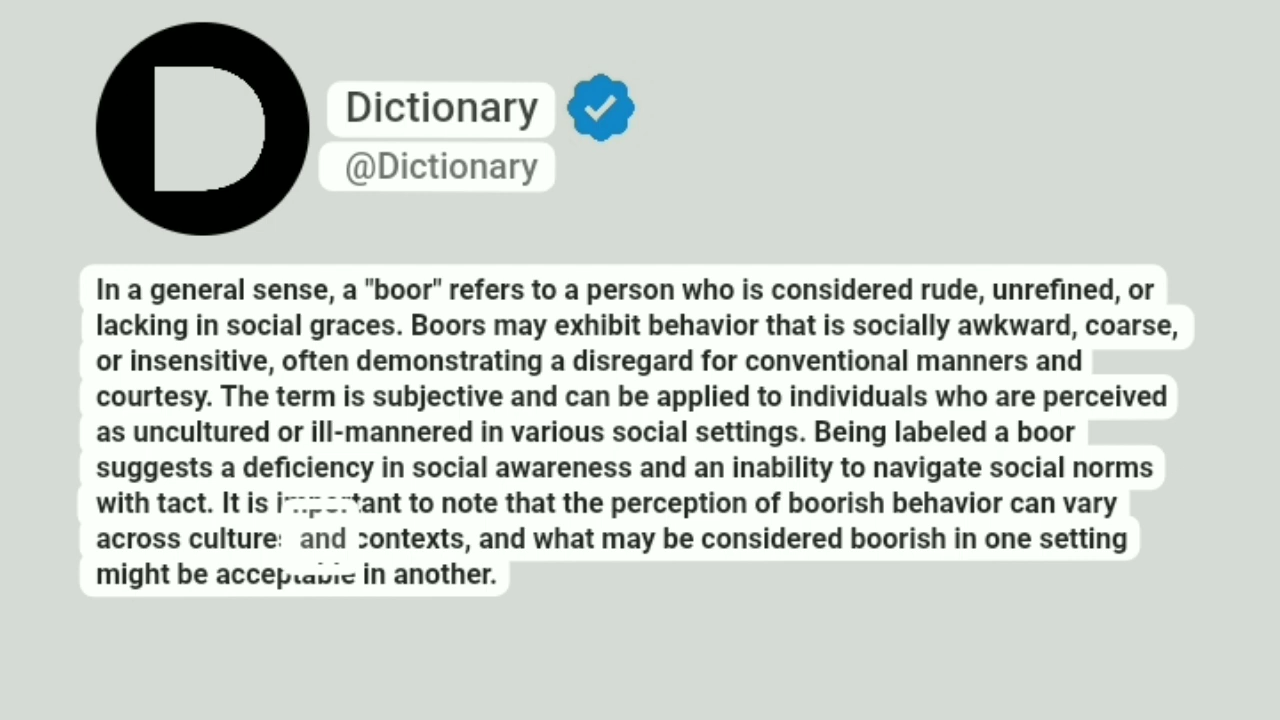 D
Dictionary
@Dictionary
In a general sense, a "boor" refers to a person who is considered rude, unrefined, or
lacking in social graces. Boors may exhibit behavior that is socially awkward, coarse,
or insensitive, often demonstrating a disregard for conventional manners and
courtesy. The term is subjective and can be applied to individuals who are perceived
as uncultured or ill-mannered in various social settings. Being labeled a boor
suggests a deficiency in social awareness and an inability to navigate social norms
with tact. It is important to note that the perception of boorish behavior can vary
across cultures and contexts, and what may be considered boorish in one setting
might be acceptable in another.